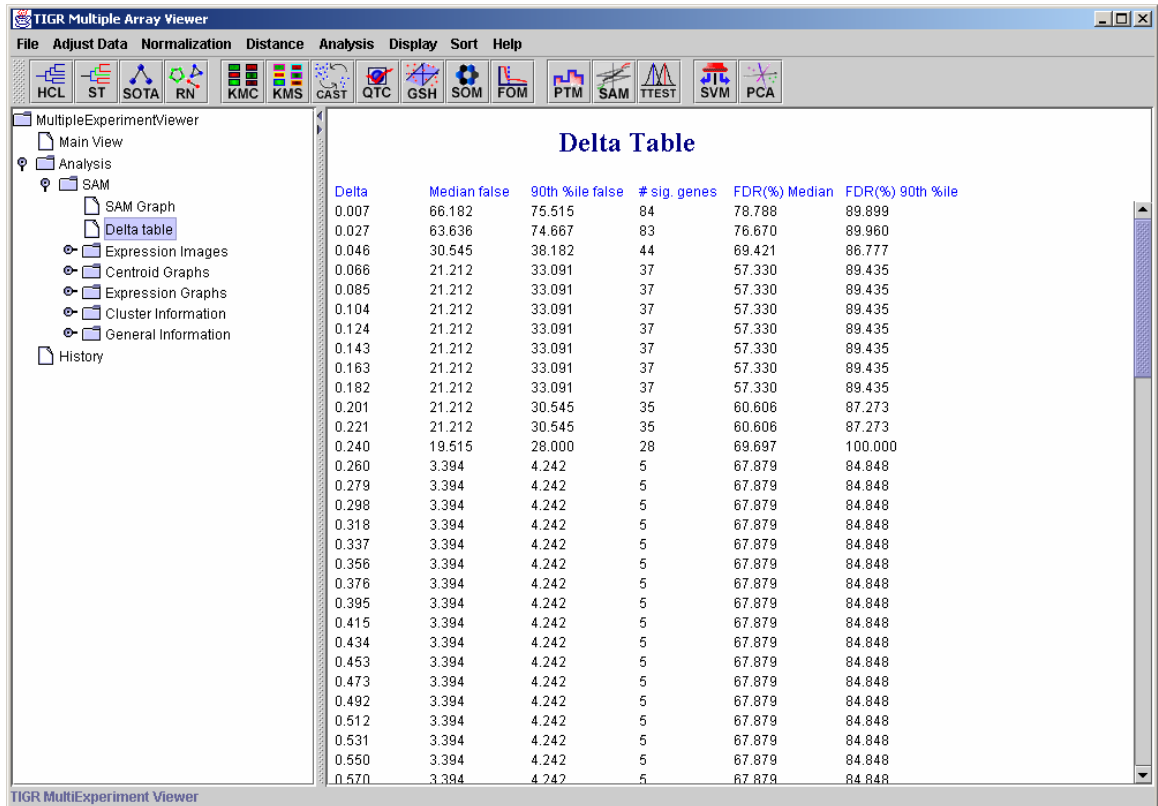 TIGR Multiple Array Viewer
File Adjust Data Normalization Distance Analysis Display Sort Help
HCL ST SOTA RN KMC KMS CAST QTC GSH SOM FOM PTM SAM TTEST SVM PCA
MultipleExperimentViewer
Main View
Analysis
SAM
SAM Graph
Delta table
Expression Images
Centroid Graphs
Expression Graphs
Cluster Information
General Information
History
Delta Table
Delta Median false 90th %ile false # sig. genes FDR(%) Median FDR(%) 90th %ile
0.007 66.182 75.515 84 78.788 89.899
0.027 63.636 74.667 83 76.670 89.960
0.046 30.545 38.182 44 69.421 86.777
0.066 21.212 33.091 37 57.330 89.435
0.085 21.212 33.091 37 57.330 89.435
0.104 21.212 33.091 37 57.330 89.435
0.124 21.212 33.091 37 57.330 89.435
0.143 21.212 33.091 37 57.330 89.435
0.163 21.212 33.091 37 57.330 89.435
0.182 21.212 33.091 37 57.330 89.435
0.201 21.212 30.545 35 60.606 87.273
0.221 21.212 30.545 35 60.606 87.273
0.240 19.515 28.000 28 69.697 100.000
0.260 3.394 4.242 5 67.879 84.848
0.279 3.394 4.242 5 67.879 84.848
0.298 3.394 4.242 5 67.879 84.848
0.318 3.394 4.242 5 67.879 84.848
0.337 3.394 4.242 5 67.879 84.848
0.356 3.394 4.242 5 67.879 84.848
0.376 3.394 4.242 5 67.879 84.848
0.395 3.394 4.242 5 67.879 84.848
0.415 3.394 4.242 5 67.879 84.848
0.434 3.394 4.242 5 67.879 84.848
0.453 3.394 4.242 5 67.879 84.848
0.473 3.394 4.242 5 67.879 84.848
0.492 3.394 4.242 5 67.879 84.848
0.512 3.394 4.242 5 67.879 84.848
0.531 3.394 4.242 5 67.879 84.848
0.550 3.394 4.242 5 67.879 84.848
0.570 3.394 4.242 5 67.879 84.848
TIGR MultiExperiment Viewer